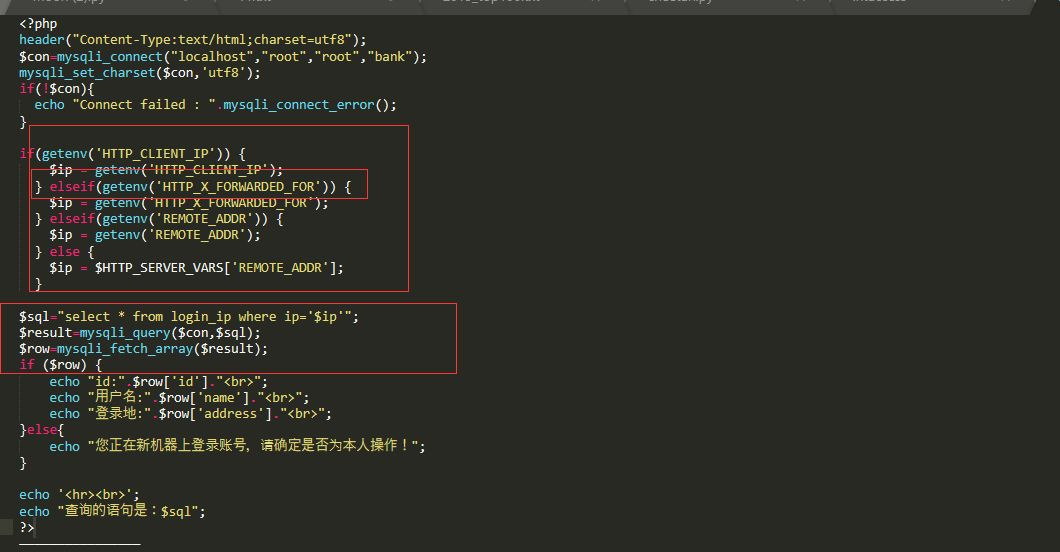 <?php
header("Content-Type:text/html;charset=utf8");
$con=mysqli_connect("localhost","root","root","bank");
mysqli_set_charset($con,'utf8');
if(!$con){
  echo "Connect failed : ".mysqli_connect_error();
}
if(getenv('HTTP_CLIENT_IP')) {
    $ip = getenv('HTTP_CLIENT_IP');
  } elseif(getenv('HTTP_X_FORWARDED_FOR')) {
    $ip = getenv('HTTP_X_FORWARDED_FOR');
  } elseif(getenv('REMOTE_ADDR')) {
    $ip = getenv('REMOTE_ADDR');
  } else {
    $ip = $HTTP_SERVER_VARS['REMOTE_ADDR'];
  }
$sql="select * from login_ip where ip='$ip'";
$result=mysqli_query($con,$sql);
$row=mysqli_fetch_array($result);
if ($row) {
    echo "id:".$row['id']."<br>";
    echo "用户名:".$row['name']."<br>";
    echo "登录地:".$row['address']."<br>";
}else{
    echo "您正在新机器上登录账号，请确定是否为本人操作！";
}
echo '<hr><br>';
echo "查询的语句是：$sql";
?>